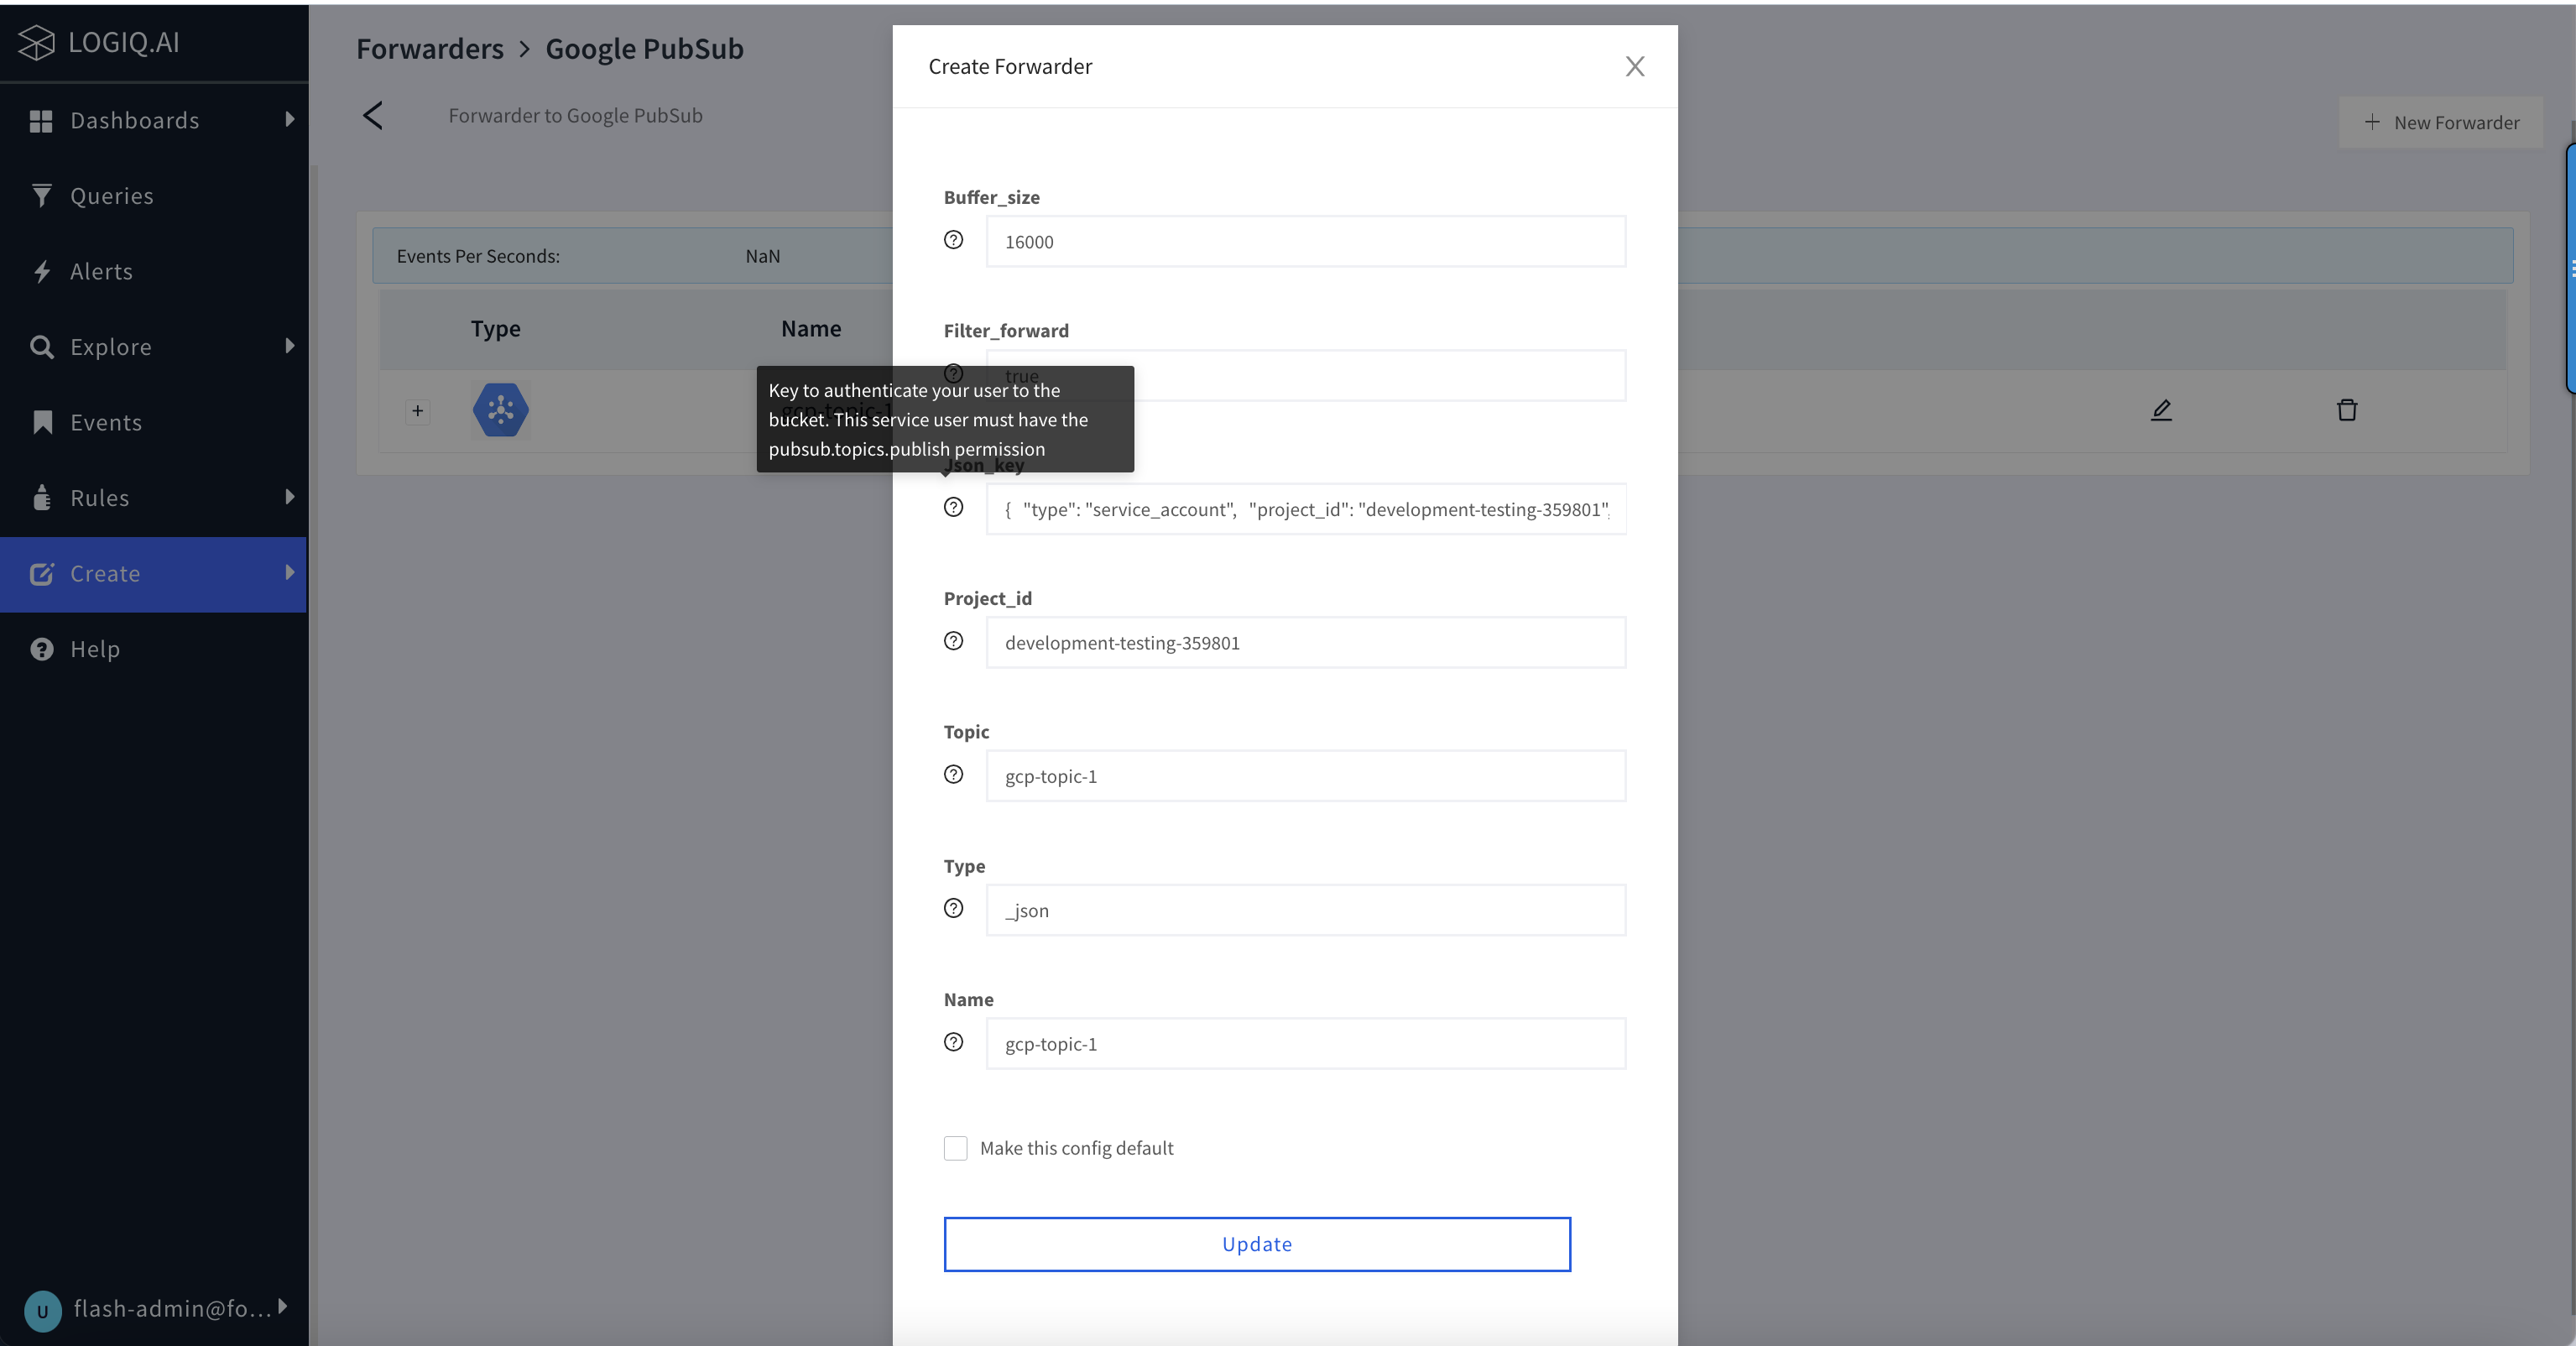 LOGIQ.AI
Dashboards
Queries
Alerts
Explore
Events
Rules
Create
Help
U
flash-admin@fo...
Forwarders > Google PubSub
Forwarder to Google PubSub
+ New Forwarder
Events Per Seconds: NaN
Type Name
gcp-topic-1
Create Forwarder
X
Buffer_size
16000
Filter_forward
true
Key to authenticate your user to the
bucket. This service user must have the
pubsub.topics.publish permission
Json_key
{ "type": "service_account", "project_id": "development-testing-359801",
Project_id
development-testing-359801
Topic
gcp-topic-1
Type
_json
Name
gcp-topic-1
Make this config default
Update